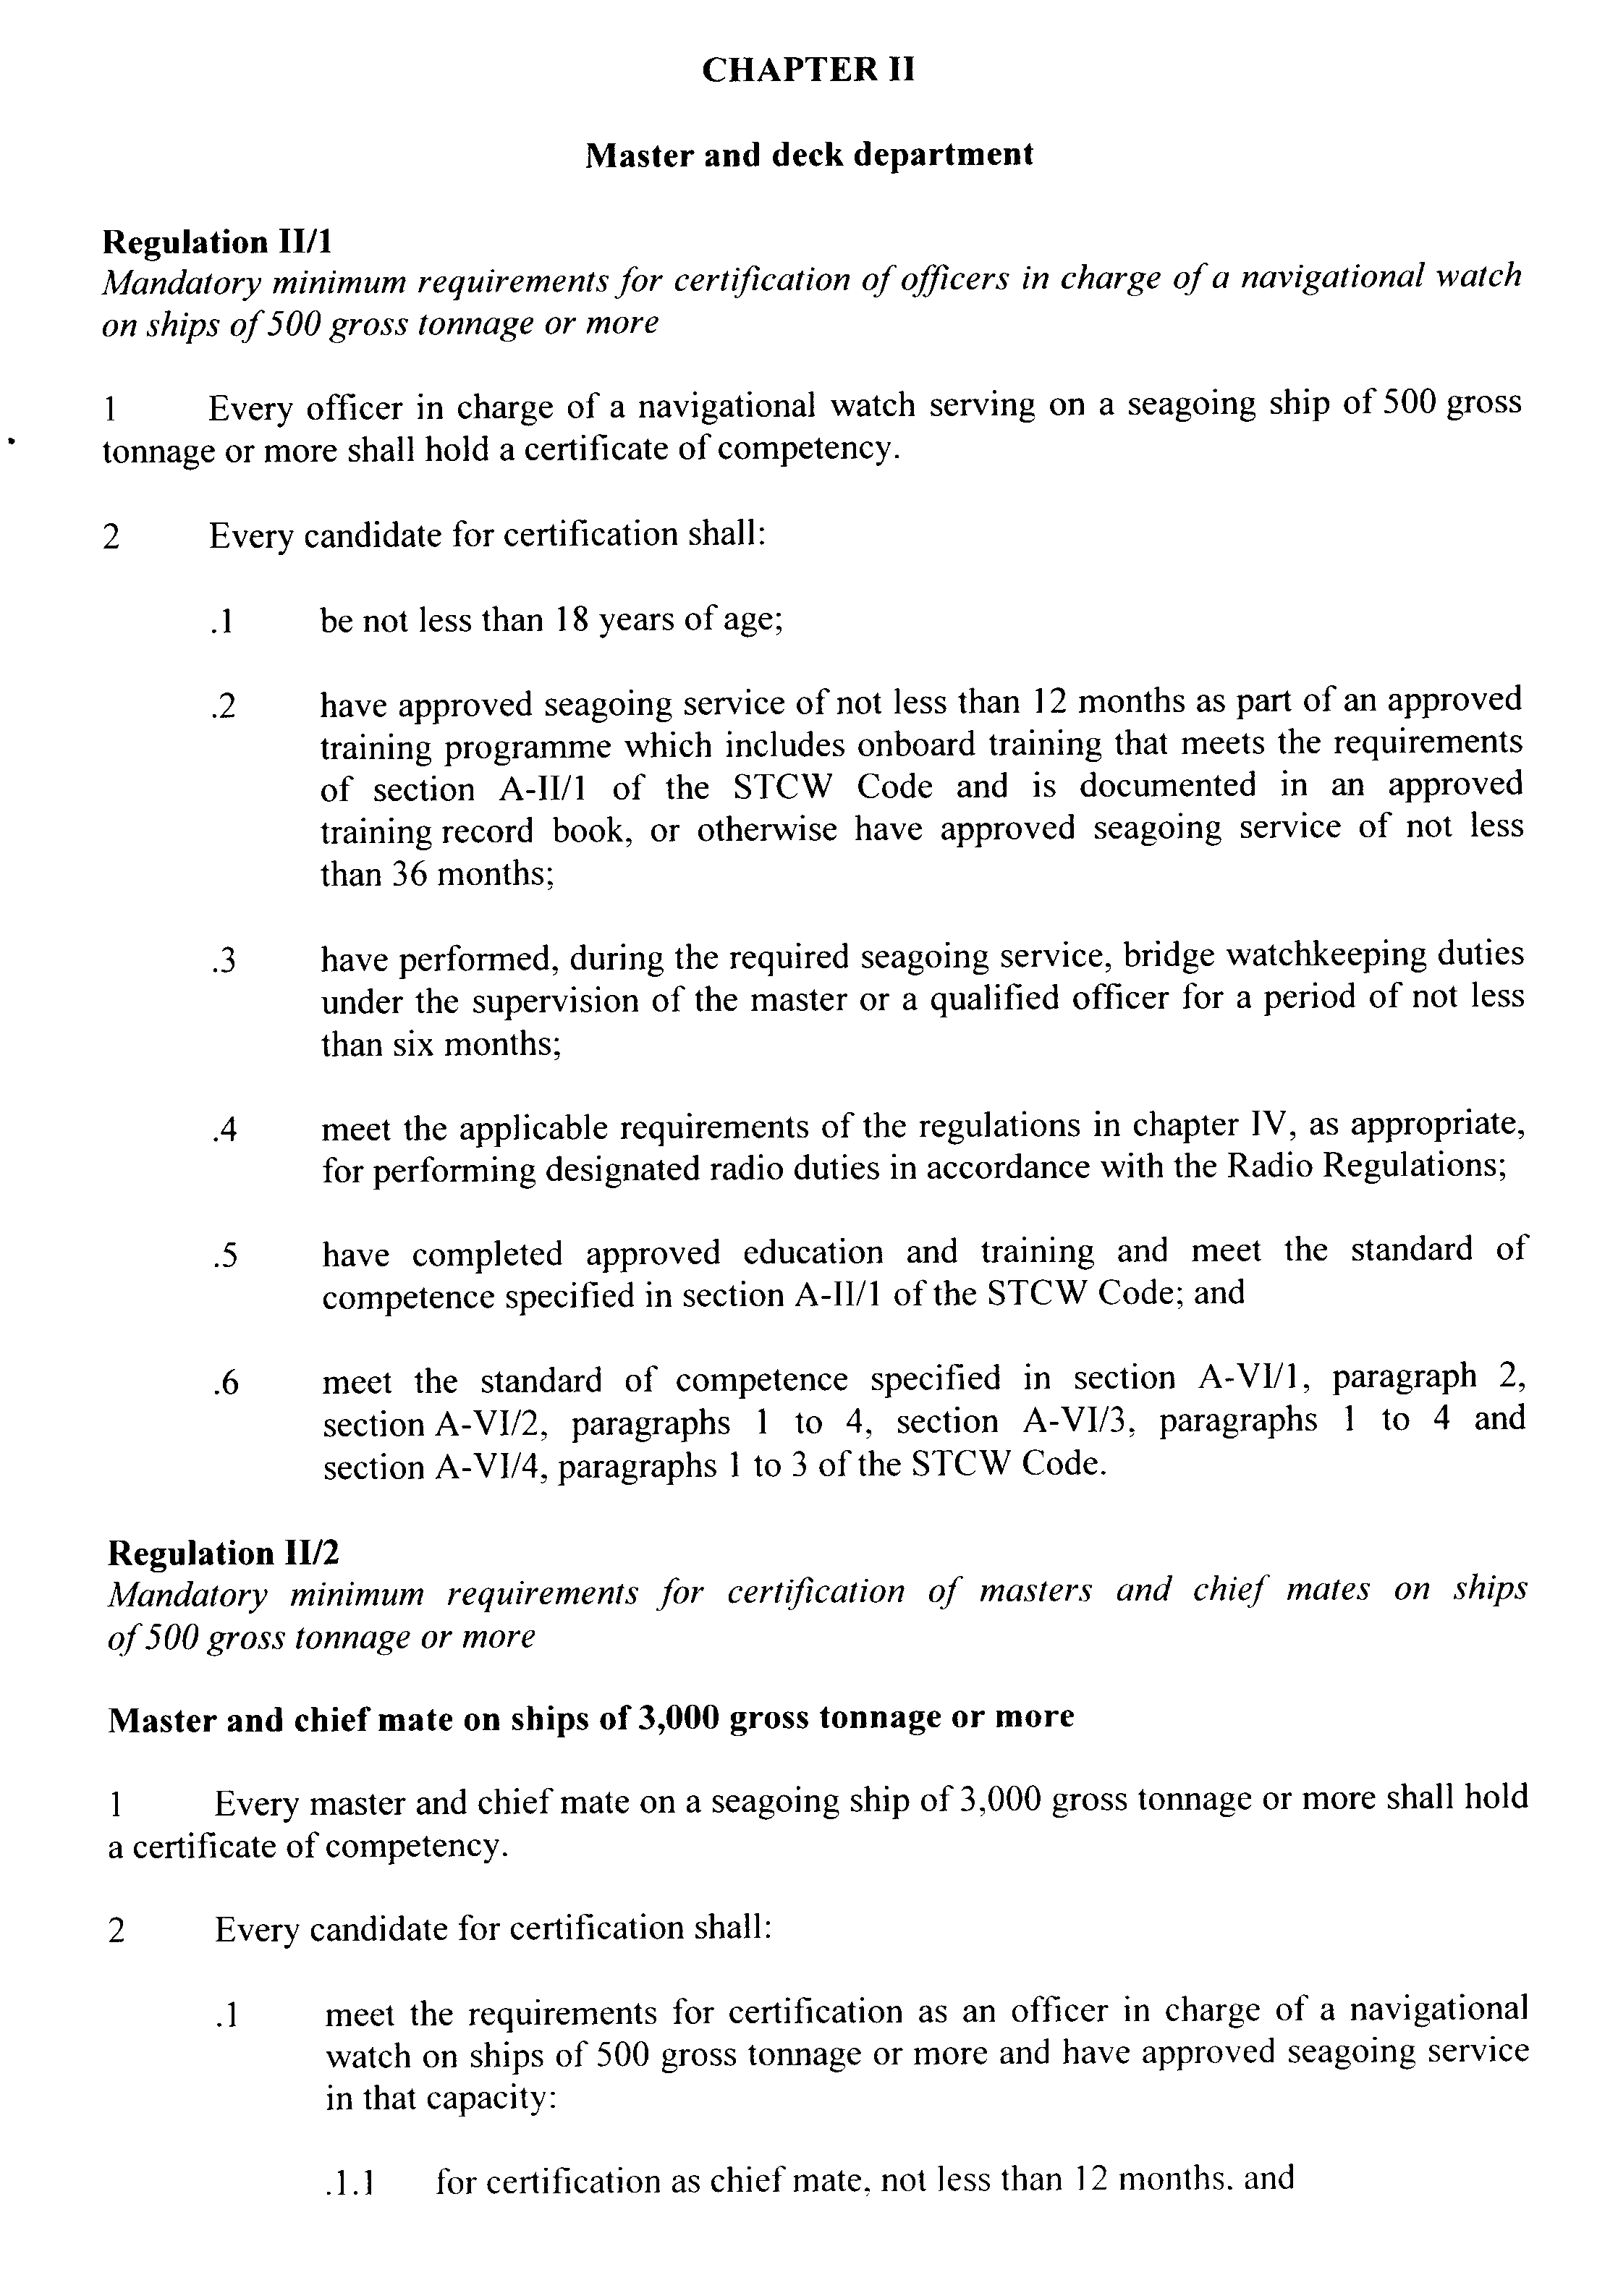 CHAPTER II
Master and deck department
Regulation II/1
Mandatory minimum requirements for certification of officers in charge of a navigational watch
on ships of 500 gross tonnage or more
1 Every officer in charge of a navigational watch serving on a seagoing ship of 500 gross
tonnage or more shall hold a certificate of competency.
2 Every candidate for certification shall:
.1 be not less than 18 years of age;
.2 have approved seagoing service of not less than 12 months as part of an approved
training programme which includes onboard training that meets the requirements
of section A-II/1 of the STCW Code and is documented in an approved
training record book, or otherwise have approved seagoing service of not less
than 36 months;
.3 have performed, during the required seagoing service, bridge watchkeeping duties
under the supervision of the master or a qualified officer for a period of not less
than six months;
.4 meet the applicable requirements of the regulations in chapter IV, as appropriate,
for performing designated radio duties in accordance with the Radio Regulations;
.5 have completed approved education and training and meet the standard of
competence specified in section A-II/1 of the STCW Code; and
.6 meet the standard of competence specified in section A-VI/1, paragraph 2,
section A-VI/2, paragraphs 1 to 4, section A-VI/3, paragraphs 1 to 4 and
section A-VI/4, paragraphs 1 to 3 of the STCW Code.
Regulation II/2
Mandatory minimum requirements for certification of masters and chief mates on ships
of 500 gross tonnage or more
Master and chief mate on ships of 3,000 gross tonnage or more
1 Every master and chief mate on a seagoing ship of 3,000 gross tonnage or more shall hold
a certificate of competency.
2 Every candidate for certification shall:
.1 meet the requirements for certification as an officer in charge of a navigational
watch on ships of 500 gross tonnage or more and have approved seagoing service
in that capacity:
.1.1 for certification as chief mate, not less than 12 months. and